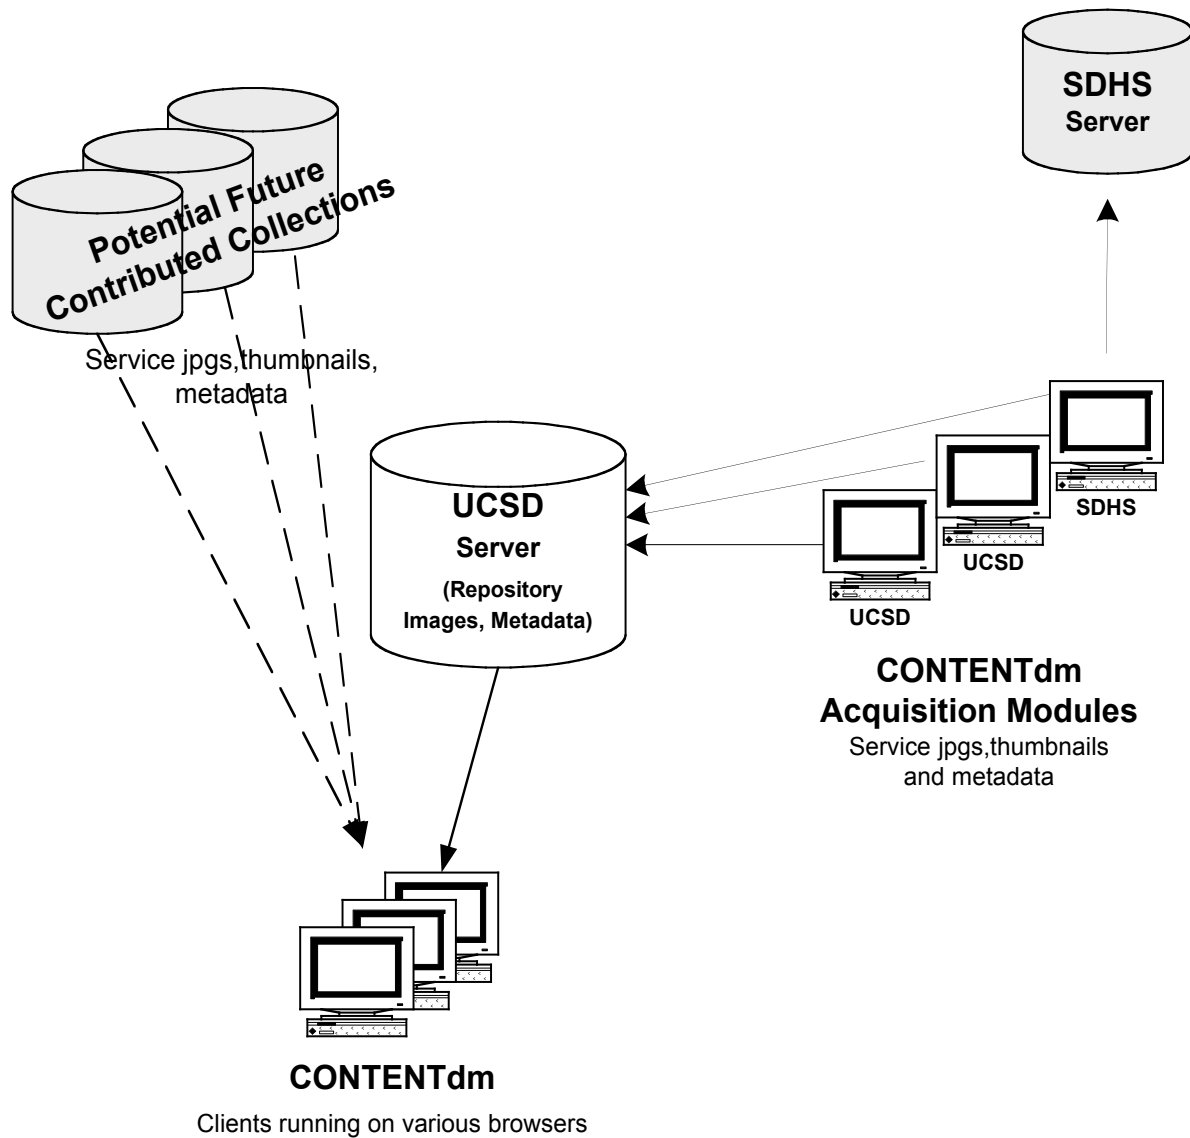 SDHS
Server
Potential Future
Contributed Collections
Service jpgs,thumbnails,
metadata
UCSD
Server
(Repository
Images, Metadata)
SDHS
UCSD
UCSD
CONTENTdm
Acquisition Modules
Service jpgs,thumbnails
and metadata
CONTENTdm
Clients running on various browsers